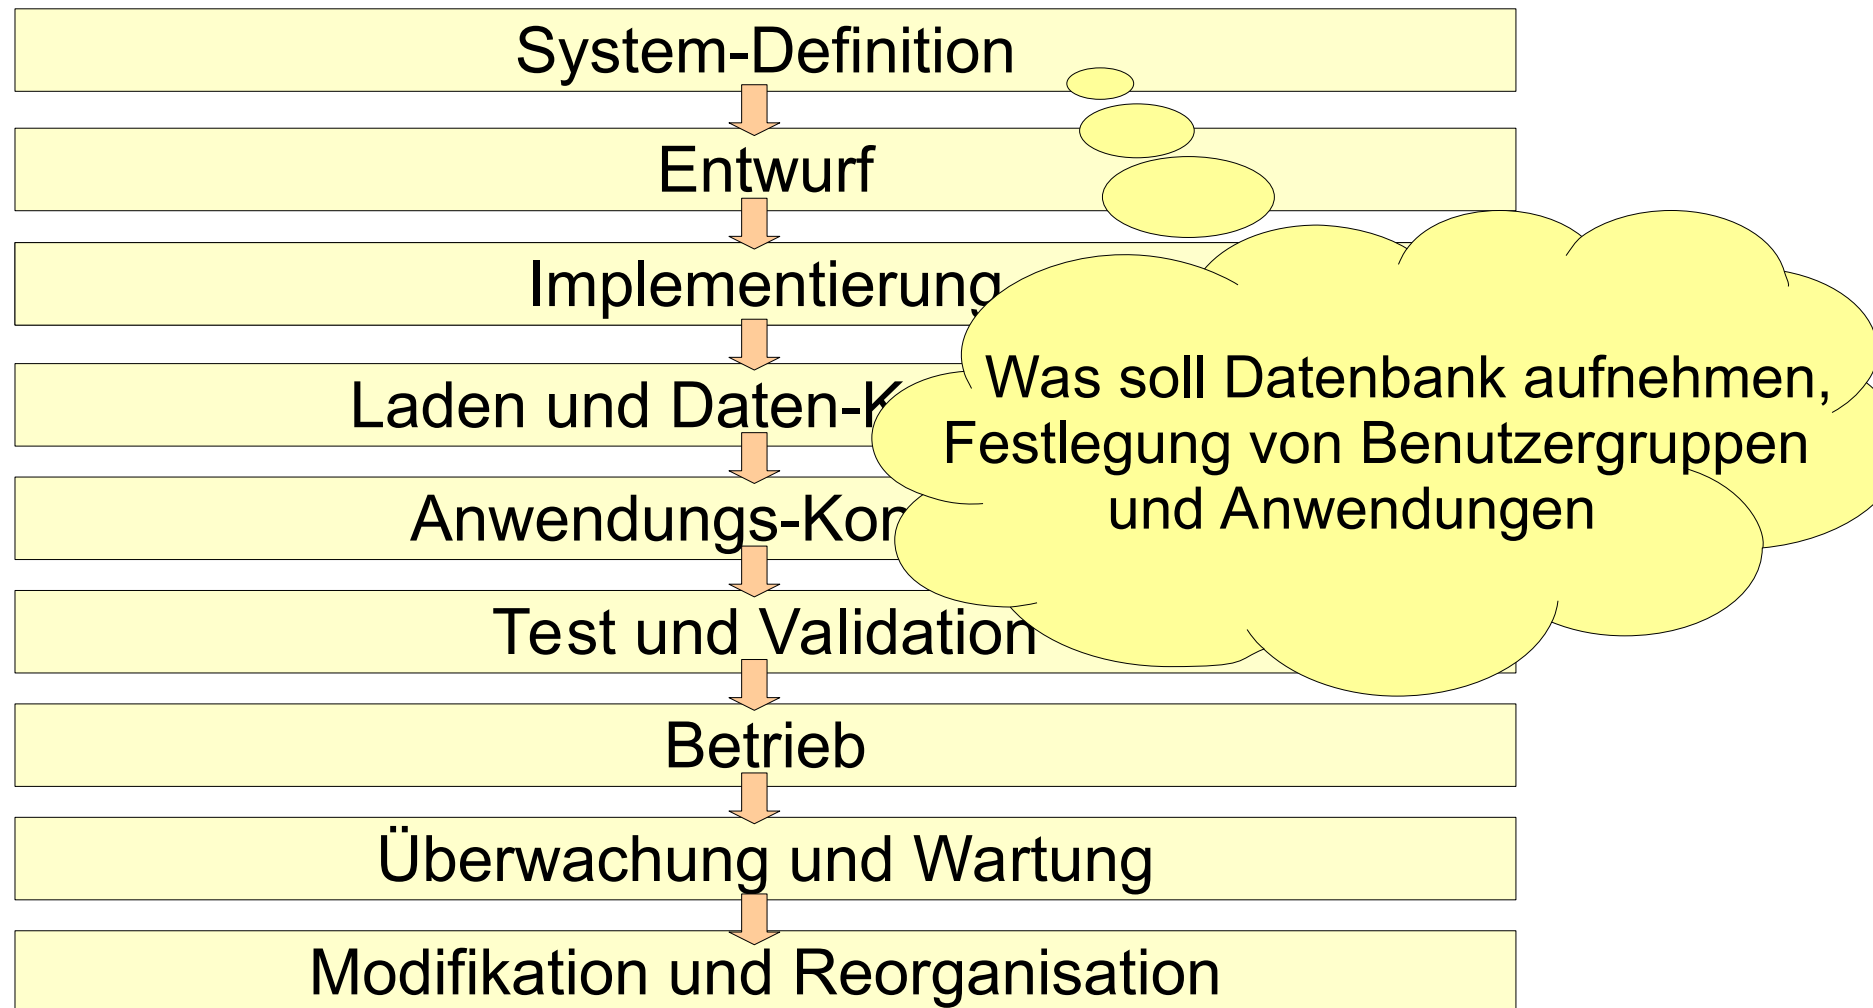 System-Definition
Entwurf
Implementierung
Laden und Daten-K
Was soll Datenbank aufnehmen,
Festlegung von Benutzergruppen
und Anwendungen
Anwendungs-Kon
Test und Validation
Betrieb
Überwachung und Wartung
Modifikation und Reorganisation